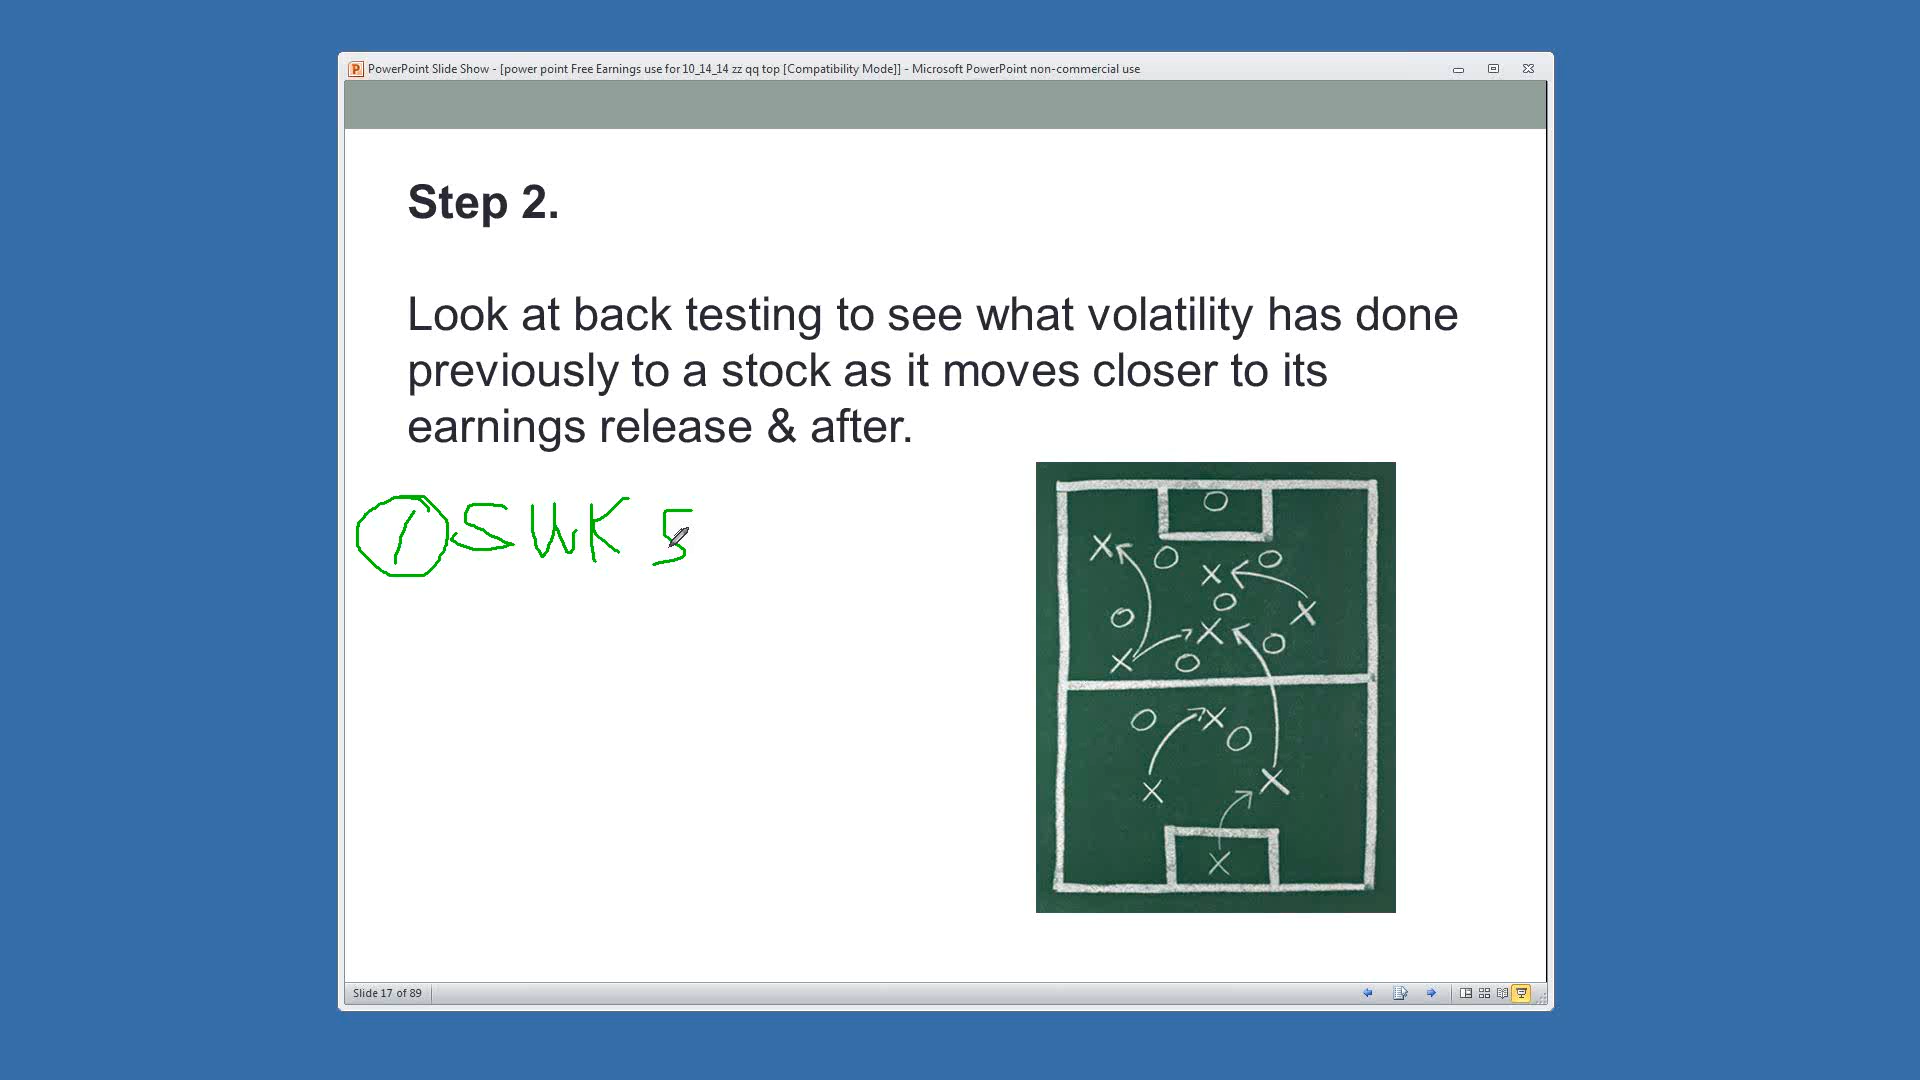 PowerPoint Slide Show - [power point Free Earnings use for 10_14_14 zz qq top [Compatibility Mode]] - Microsoft PowerPoint non-commercial use
Step 2.
Look at back testing to see what volatility has done
previously to a stock as it moves closer to its
earnings release & after.
1 SWK 5
Slide 17 of 89